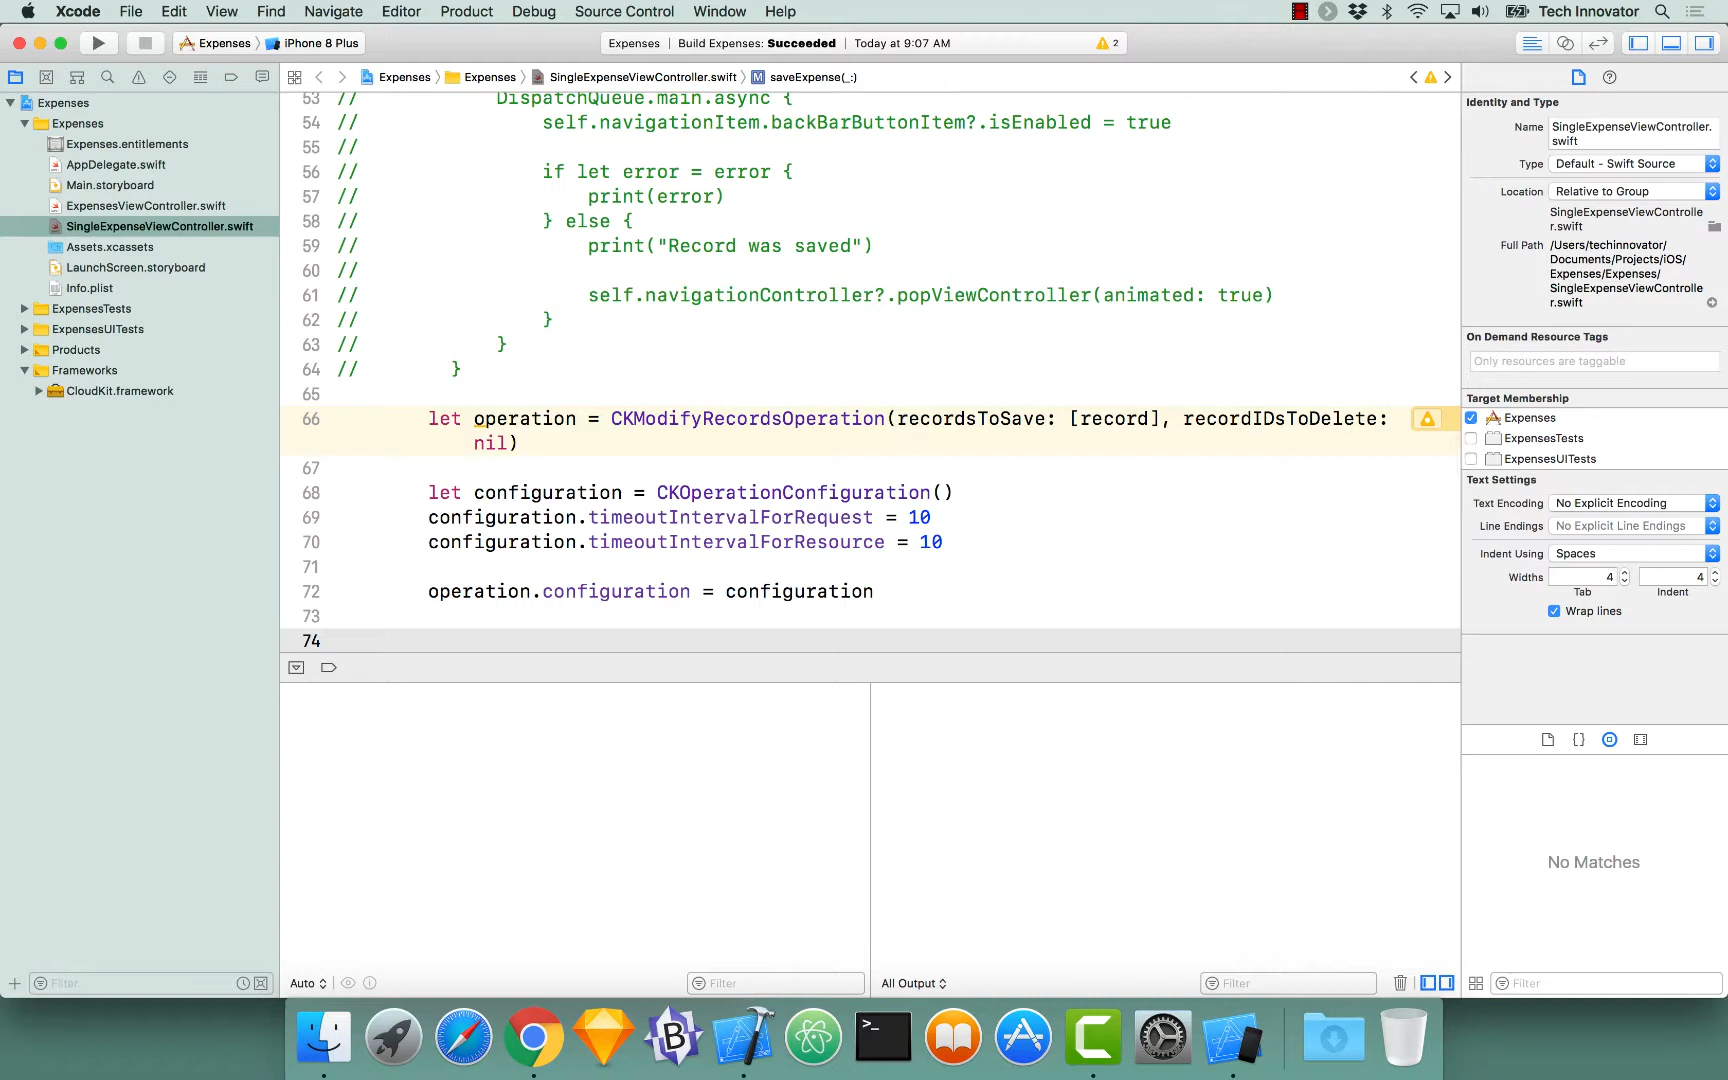 Xcode File Edit View Find Navigate Editor Product Debug Source Control Window Help Tech Innovator
Expenses iPhone 8 Plus Expenses | Build Expenses: Succeeded | Today at 9:07 AM 2
Expenses Expenses SingleExpenseViewController.swift M saveExpense(_:)
Expenses
Expenses
Expenses.entitlements
AppDelegate.swift
Main.storyboard
ExpensesViewController.swift
SingleExpenseViewController.swift
Assets.xcassets
LaunchScreen.storyboard
Info.plist
ExpensesTests
ExpensesUITests
Products
Frameworks
CloudKit.framework
Filter
53 // DispatchQueue.main.async {
54 // self.navigationItem.backBarButtonItem?.isEnabled = true
55 //
56 // if let error = error {
57 // print(error)
58 // } else {
59 // print("Record was saved")
60 //
61 // self.navigationController?.popViewController(animated: true)
62 // }
63 // }
64 // }
65
66 let operation = CKModifyRecordsOperation(recordsToSave: [record], recordIDsToDelete:
nil)
67
68 let configuration = CKOperationConfiguration()
69 configuration.timeoutIntervalForRequest = 10
70 configuration.timeoutIntervalForResource = 10
71
72 operation.configuration = configuration
73
74
Auto Filter All Output Filter
Identity and Type
Name SingleExpenseViewController.
swift
Type Default - Swift Source
Location Relative to Group
SingleExpenseViewControlle
r.swift
Full Path /Users/techinnovator/
Documents/Projects/iOS/
Expenses/Expenses/
SingleExpenseViewControlle
r.swift
On Demand Resource Tags
Only resources are taggable
Target Membership
Expenses
ExpensesTests
ExpensesUITests
Text Settings
Text Encoding No Explicit Encoding
Line Endings No Explicit Line Endings
Indent Using Spaces
Widths 4 4
Tab Indent
Wrap lines
{}
No Matches
Filter
>_
B